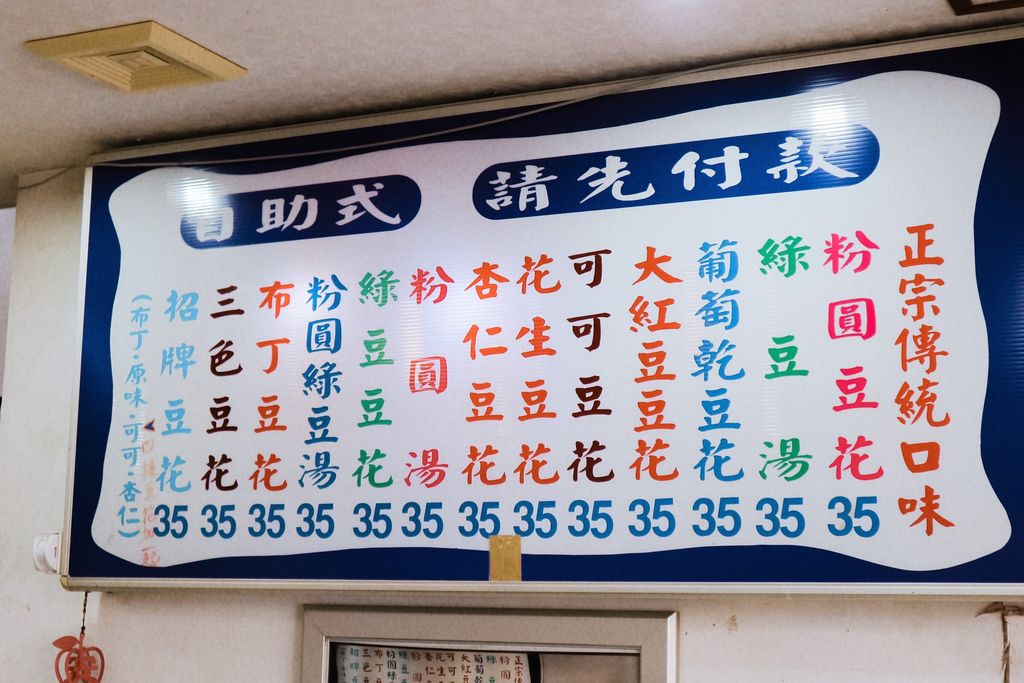 自助式
請先付款
正宗傳統口味
粉圓豆花 35
綠豆湯 35
葡萄乾豆花 35
大紅豆豆花 35
可可豆花 35
花生豆花 35
杏仁豆花 35
粉圓湯 35
綠豆豆花 35
粉圓綠豆湯 35
布丁豆花 35
三色豆花 35
招牌豆花 35
(布丁·原味·可可·杏仁)